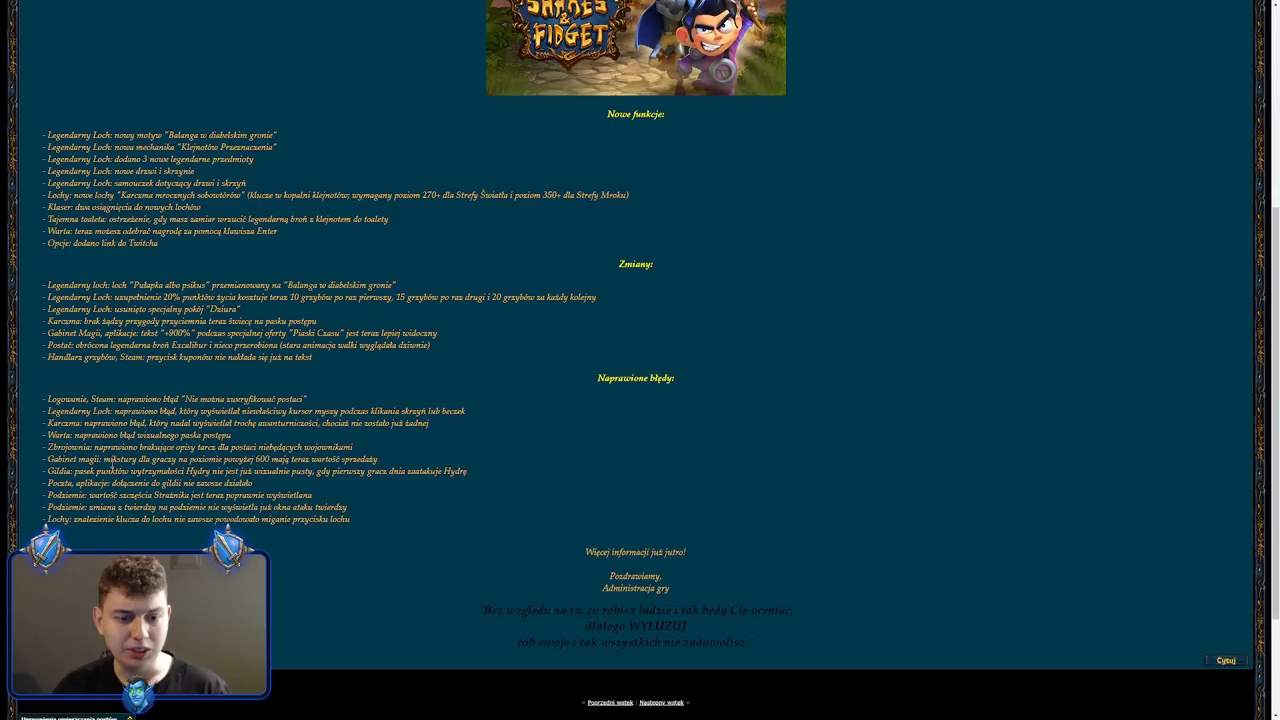 SHAKES
&
FIDGET
Nowe funkcje:
- Legendarny Loch: nowy motyw "Balanga w diabelskim gronie"
- Legendarny Loch: nowa mechanika "Klejnotów Przeznaczenia"
- Legendarny Loch: dodano 3 nowe legendarne przedmioty
- Legendarny Loch: nowe drzwi i skrzynie
- Legendarny Loch: samouczek dotyczący drzwi i skrzyń
- Lochy: nowe lochy "Karczma mrocznych sobowtórów" (klucze w kopalni klejnotów; wymagany poziom 270+ dla Strefy Światła i poziom 350+ dla Strefy Mroku)
- Klaser: dwa osiągnięcia do nowych lochów
- Tajemna toaleta: ostrzeżenie, gdy masz zamiar wrzucić legendarną broń z klejnotem do toalety
- Warta: teraz możesz odebrać nagrodę za pomocą klawisza Enter
- Opcje: dodano link do Twitcha
Zmiany:
- Legendarny loch: loch "Pułapka albo psikus" przemianowany na "Balanga w diabelskim gronie"
- Legendarny Loch: uzupełnienie 20% punktów życia kosztuje teraz 10 grzybów po raz pierwszy, 15 grzybów po raz drugi i 20 grzybów za każdy kolejny
- Legendarny Loch: usunięto specjalny pokój "Dziura"
- Karczma: brak żądzy przygody przyciemnia teraz świecę na pasku postępu
- Gabinet Magii, aplikacje: tekst "+900%" podczas specjalnej oferty "Piaski Czasu" jest teraz lepiej widoczny
- Postać: obrócona legendarna broń Excalibur i nieco przerobiona (stara animacja walki wyglądała dziwnie)
- Handlarz grzybów, Steam: przycisk kuponów nie nakłada się już na tekst
Naprawione błędy:
- Logowanie, Steam: naprawiono błąd "Nie można zweryfikować postaci"
- Legendarny Loch: naprawiono błąd, który wyświetlał niewłaściwy kursor myszy podczas klikania skrzyń lub beczek
- Karczma: naprawiono błąd, który nadal wyświetlał trochę awanturniczości, chociaż nie zostało już żadnej
- Warta: naprawiono błąd wizualnego paska postępu
- Zbrojownia: naprawiono brakujące opisy tarcz dla postaci niebędących wojownikami
- Gabinet magii: mikstury dla graczy na poziomie powyżej 600 mają teraz wartość sprzedaży
- Gildia: pasek punktów wytrzymałości Hydry nie jest już wizualnie pusty, gdy pierwszy gracz dnia zaatakuje Hydrę
- Poczta, aplikacje: dołączenie do gildii nie zawsze działało
- Podziemie: wartość szczęścia Strażnika jest teraz poprawnie wyświetlana
- Podziemie: zmiana z twierdzy na podziemie nie wyświetla już okna ataku twierdzy
- Lochy: znalezienie klucza do lochu nie zawsze powodowało miganie przycisku lochu
Więcej informacji już jutro!
Pozdrawiamy,
Administracja gry
"Bez względu na to, co robisz ludzie i tak będą Cię oceniać,
dlatego WYLUZUJ
rób swoje i tak wszystkich nie zadowolisz."
Cytuj
« Poprzedni wątek | Następny wątek »